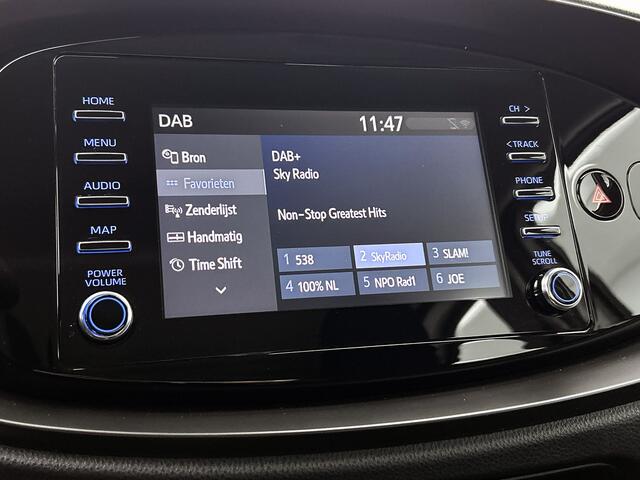 HOME
MENU
AUDIO
MAP
POWER
VOLUME
DAB
11:47
Bron
Favorieten
Zenderlijst
Handmatig
Time Shift
DAB+
Sky Radio
Non-Stop Greatest Hits
1 538
2 SkyRadio
3 SLAM!
4 100% NL
5 NPO Rad1
6 JOE
CH >
< TRACK
PHONE
SETUP
TUNE
SCROLL